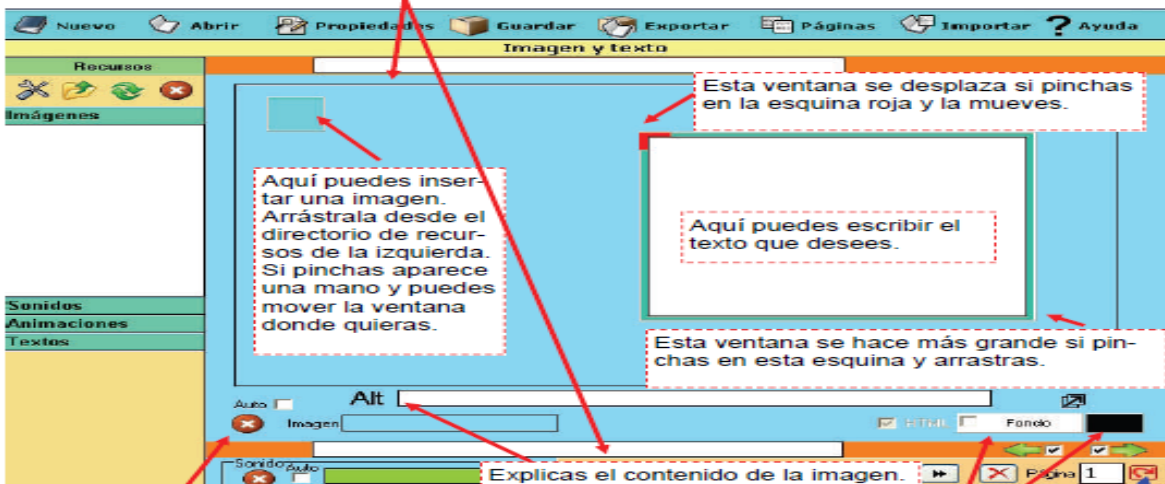 Nuevo Abrir Propiedades Guardar Exportar Páginas Importar ? Ayuda
Imagen y texto
Recursos
Imágenes
Esta ventana se desplaza si pinchas
en la esquina roja y la mueves.
Aquí puedes inser-
tar una imagen.
Arrástrala desde el
directorio de recur-
sos de la izquierda.
Si pinchas aparece
una mano y puedes
mover la ventana
donde quieras.
Aquí puedes escribir el
texto que desees.
Sonidos
Animaciones
Textos
Esta ventana se hace más grande si pin-
chas en esta esquina y arrastras.
Auto Alt
Imagen Fondo
Sonido Auto
Explicas el contenido de la imagen.
Página 1